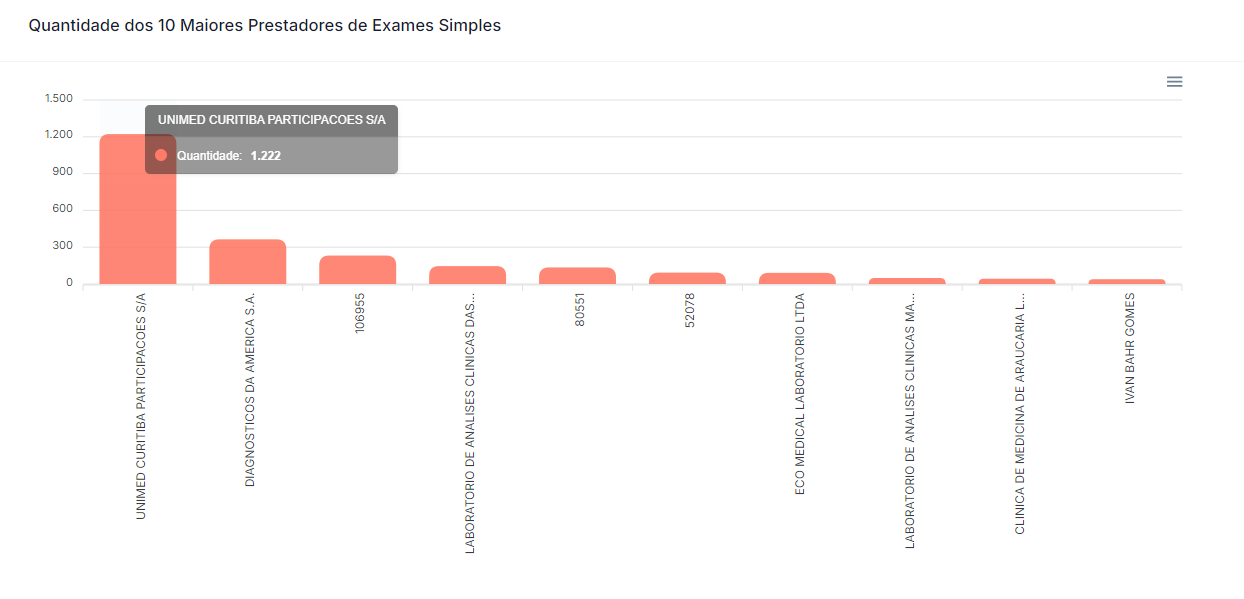 Quantidade dos 10 Maiores Prestadores de Exames Simples
1.500
1.200
900
600
300
0
UNIMED CURITIBA PARTICIPACOES S/A
Quantidade: 1.222
UNIMED CURITIBA PARTICIPACOES S/A
DIAGNOSTICOS DA AMERICA S.A.
106955
LABORATORIO DE ANALISES CLINICAS DAS...
80551
52078
ECO MEDICAL LABORATORIO LTDA
LABORATORIO DE ANALISES CLINICAS MA...
CLINICA DE MEDICINA DE ARAUCARIA L...
IVAN BAHR GOMES